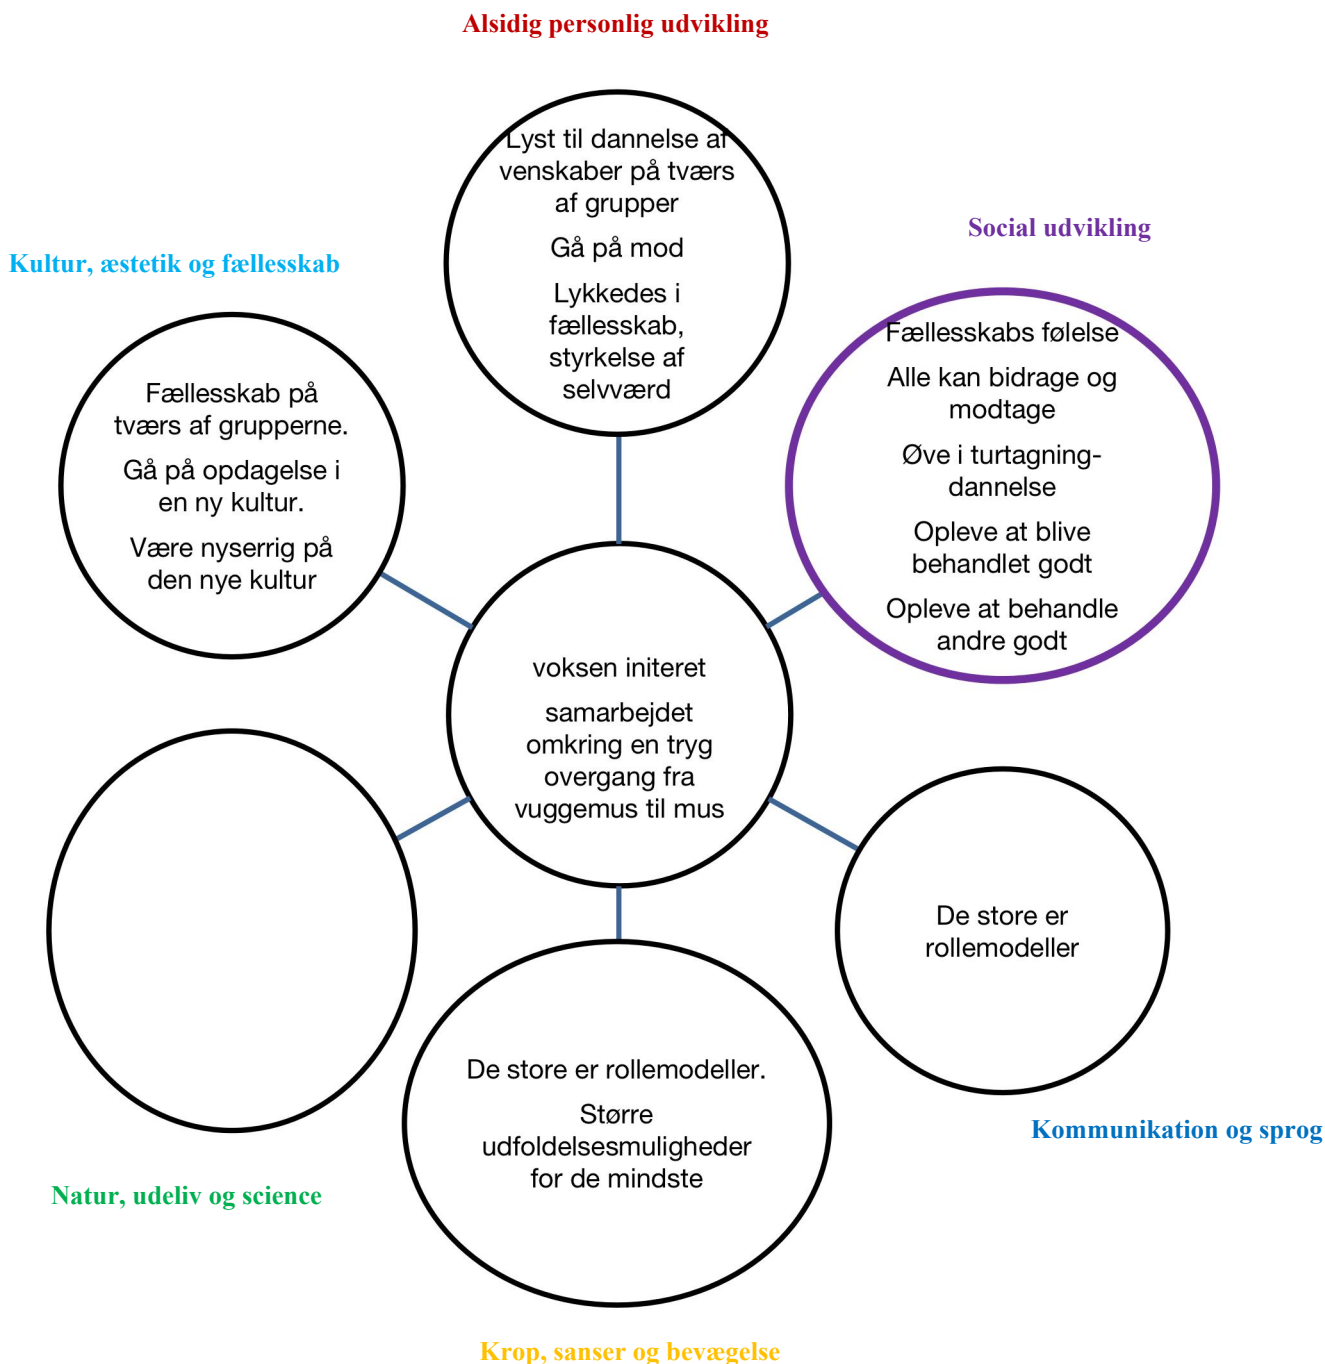 Alsidig personlig udvikling
Lyst til dannelse af
venskaber på tværs
af grupper
Gå på mod
Lykkedes i
fællesskab,
styrkelse af
selvværd
Social udvikling
Fællesskabs følelse
Alle kan bidrage og
modtage
Øve i turtagning-
dannelse
Opleve at blive
behandlet godt
Opleve at behandle
andre godt
Kultur, æstetik og fællesskab
Fællesskab på
tværs af grupperne.
Gå på opdagelse i
en ny kultur.
Være nyserrig på
den nye kultur
voksen initeret
samarbejdet
omkring en tryg
overgang fra
vuggemus til mus
De store er
rollemodeller
Kommunikation og sprog
De store er rollemodeller.
Større
udfoldelsesmuligheder
for de mindste
Natur, udeliv og science
Krop, sanser og bevægelse